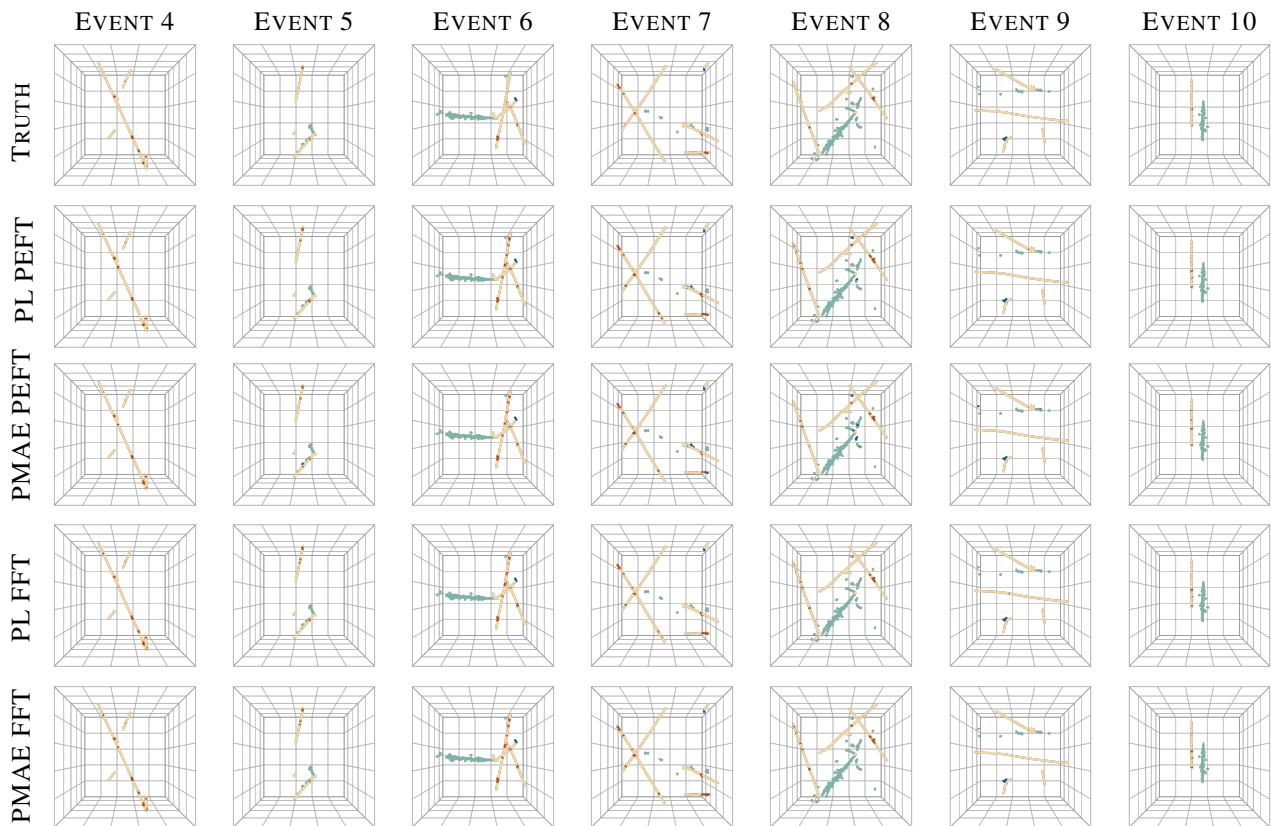 EVENT 4 EVENT 5 EVENT 6 EVENT 7 EVENT 8 EVENT 9 EVENT 10
TRUTH
PL PEFT
PMAE PEFT
PL FFT
PMAE FFT